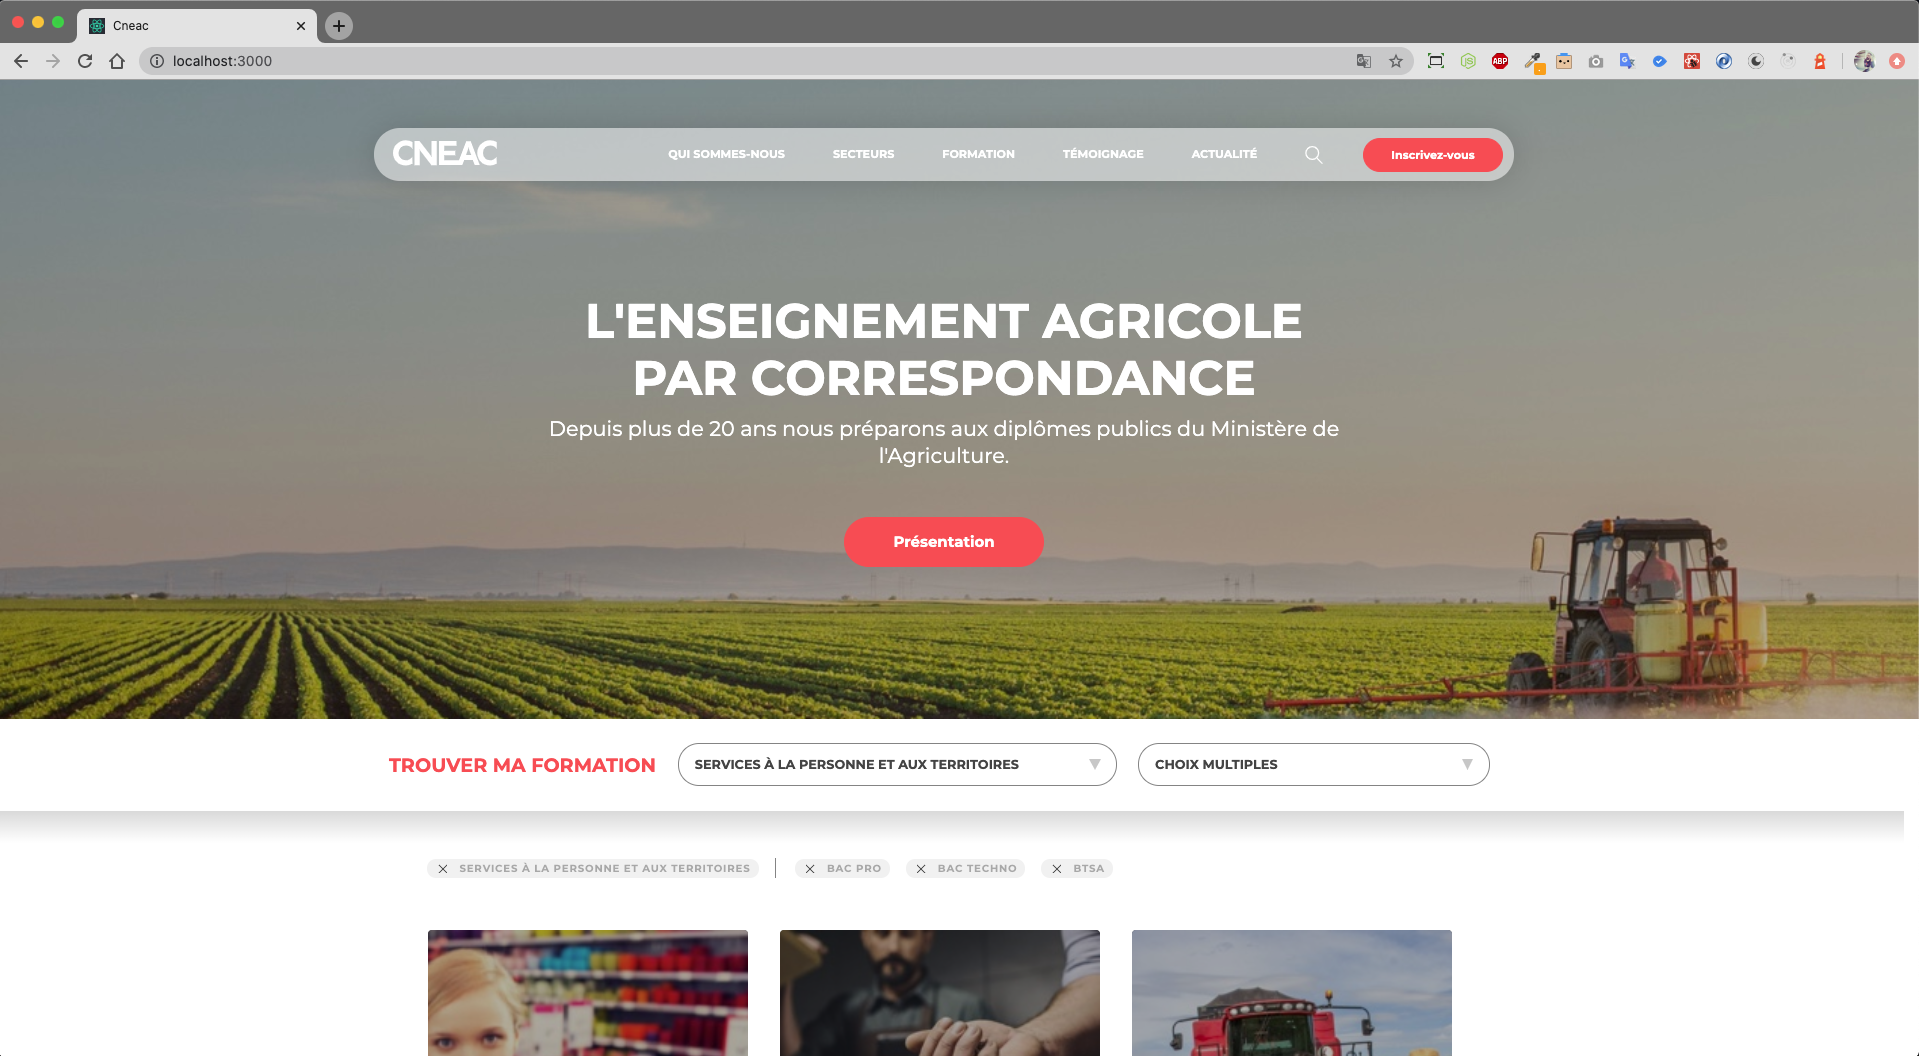 Cneac
localhost:3000
ABP
CNEAC
QUI SOMMES-NOUS
SECTEURS
FORMATION
TÉMOIGNAGE
ACTUALITÉ
Inscrivez-vous
L'ENSEIGNEMENT AGRICOLE
PAR CORRESPONDANCE
Depuis plus de 20 ans nous préparons aux diplômes publics du Ministère de
l'Agriculture.
Présentation
TROUVER MA FORMATION
SERVICES À LA PERSONNE ET AUX TERRITOIRES
CHOIX MULTIPLES
SERVICES À LA PERSONNE ET AUX TERRITOIRES
BAC PRO
BAC TECHNO
BTSA